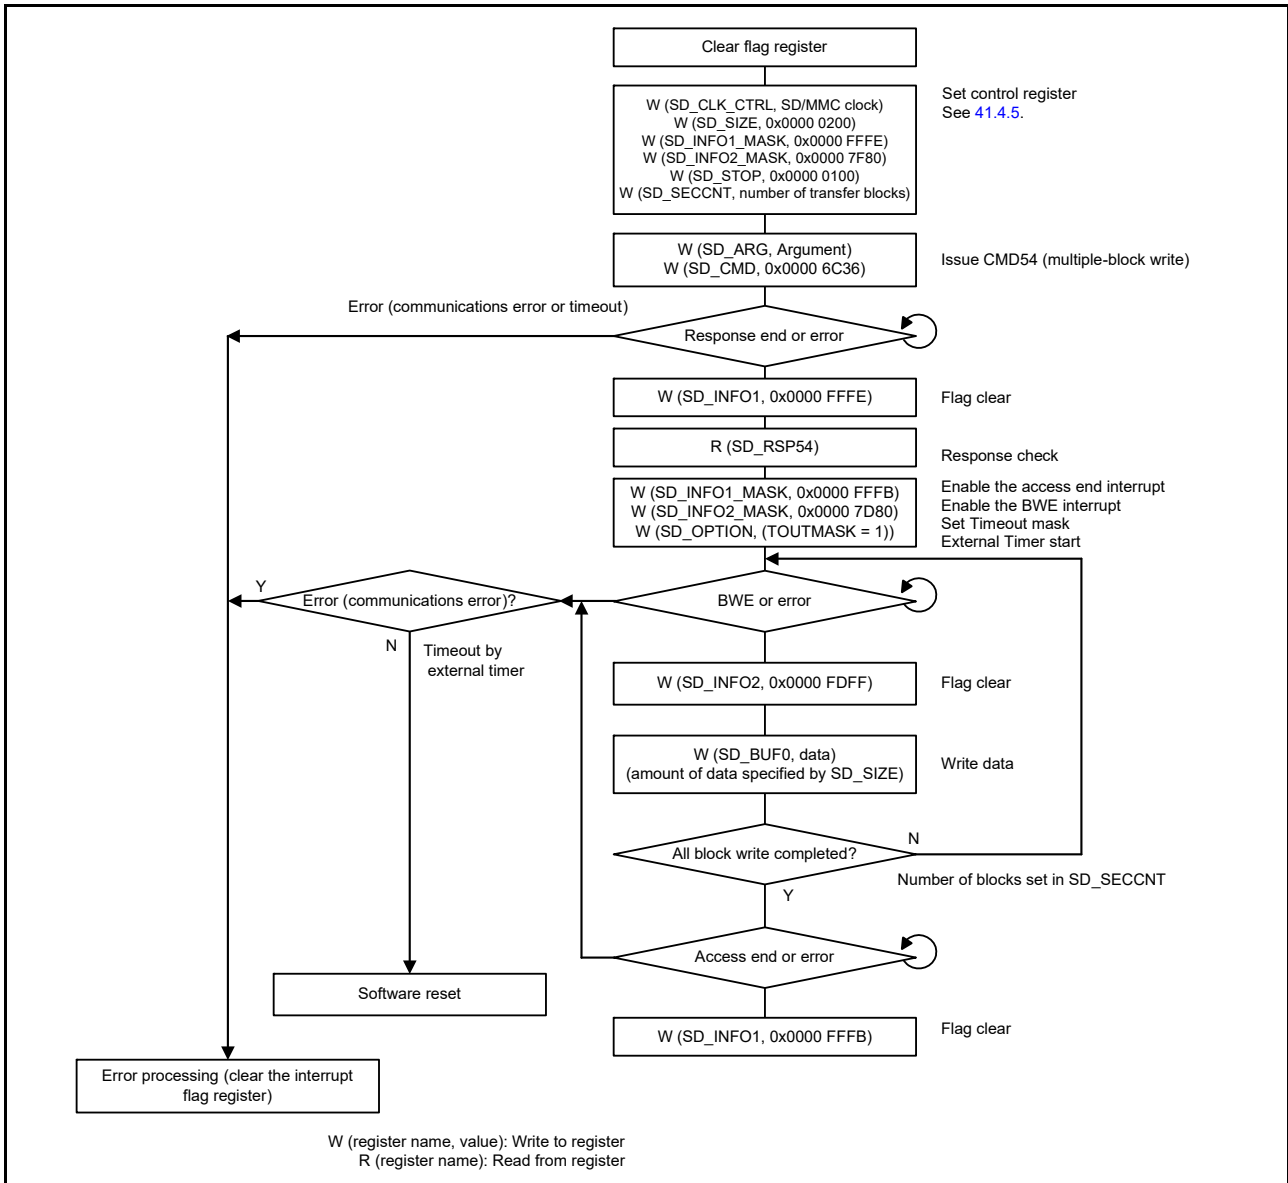 Clear flag register
W (SD_CLK_CTRL, SD/MMC clock)
W (SD_SIZE, 0x0000 0200)
W (SD_INFO1_MASK, 0x0000 FFFE)
W (SD_INFO2_MASK, 0x0000 7F80)
W (SD_STOP, 0x0000 0100)
W (SD_SECCNT, number of transfer blocks)
Set control register
See 41.4.5.
W (SD_ARG, Argument)
W (SD_CMD, 0x0000 6C36)
Issue CMD54 (multiple-block write)
Error (communications error or timeout)
Response end or error
W (SD_INFO1, 0x0000 FFFE)
Flag clear
R (SD_RSP54)
Response check
W (SD_INFO1_MASK, 0x0000 FFFB)
W (SD_INFO2_MASK, 0x0000 7D80)
W (SD_OPTION, (TOUTMASK = 1))
Enable the access end interrupt
Enable the BWE interrupt
Set Timeout mask
External Timer start
Y
Error (communications error)?
BWE or error
N
Timeout by
external timer
W (SD_INFO2, 0x0000 FDFF)
Flag clear
W (SD_BUF0, data)
(amount of data specified by SD_SIZE)
Write data
All block write completed?
N
Number of blocks set in SD_SECCNT
Y
Access end or error
Software reset
W (SD_INFO1, 0x0000 FFFB)
Flag clear
Error processing (clear the interrupt
flag register)
W (register name, value): Write to register
R (register name): Read from register